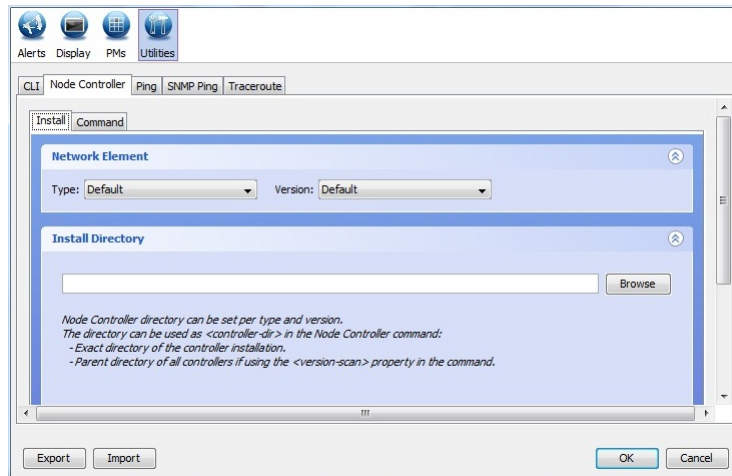 Alerts Display PMs Utilities
CLI Node Controller Ping SNMP Ping Traceroute
Install Command
Network Element
Type: Default Version: Default
Install Directory
Browse
Node Controller directory can be set per type and version.
The directory can be used as <controller-dir> in the Node Controller command:
- Exact directory of the controller installation.
- Parent directory of all controllers if using the <version-scan> property in the command.
Export Import OK Cancel